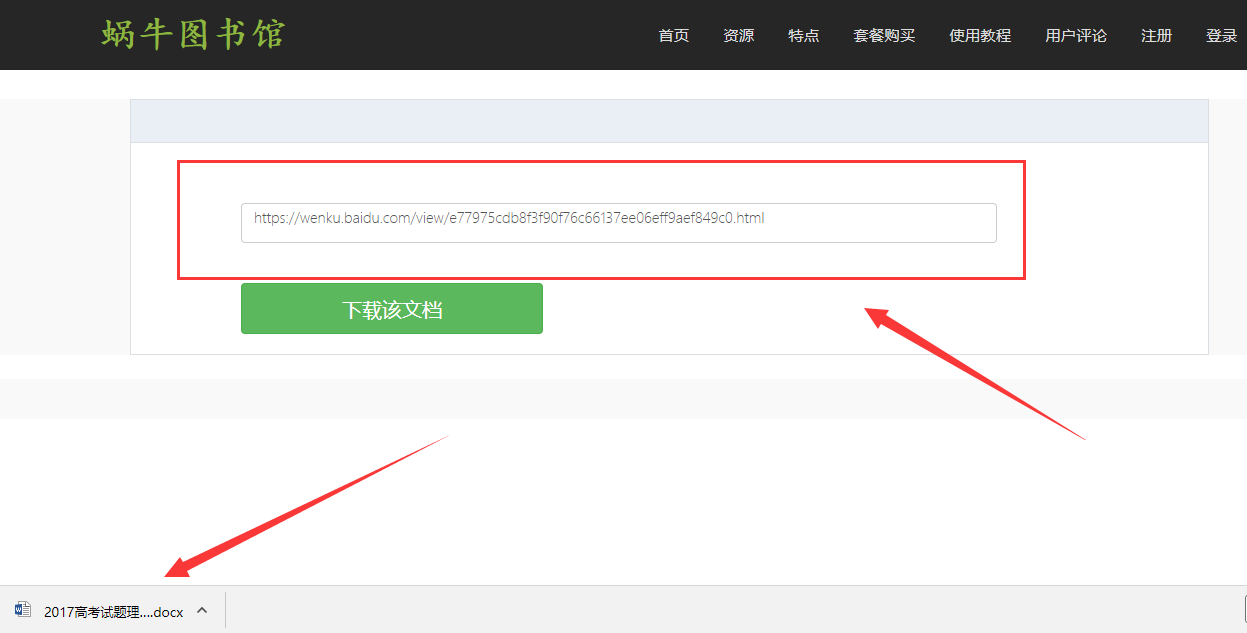 蜗牛图书馆
首页 资源 特点 套餐购买 使用教程 用户评论 注册 登录
https://wenku.baidu.com/view/e77975cdb8f3f90f76c66137ee06eff9aef849c0.html
下载该文档
2017高考试题理....docx